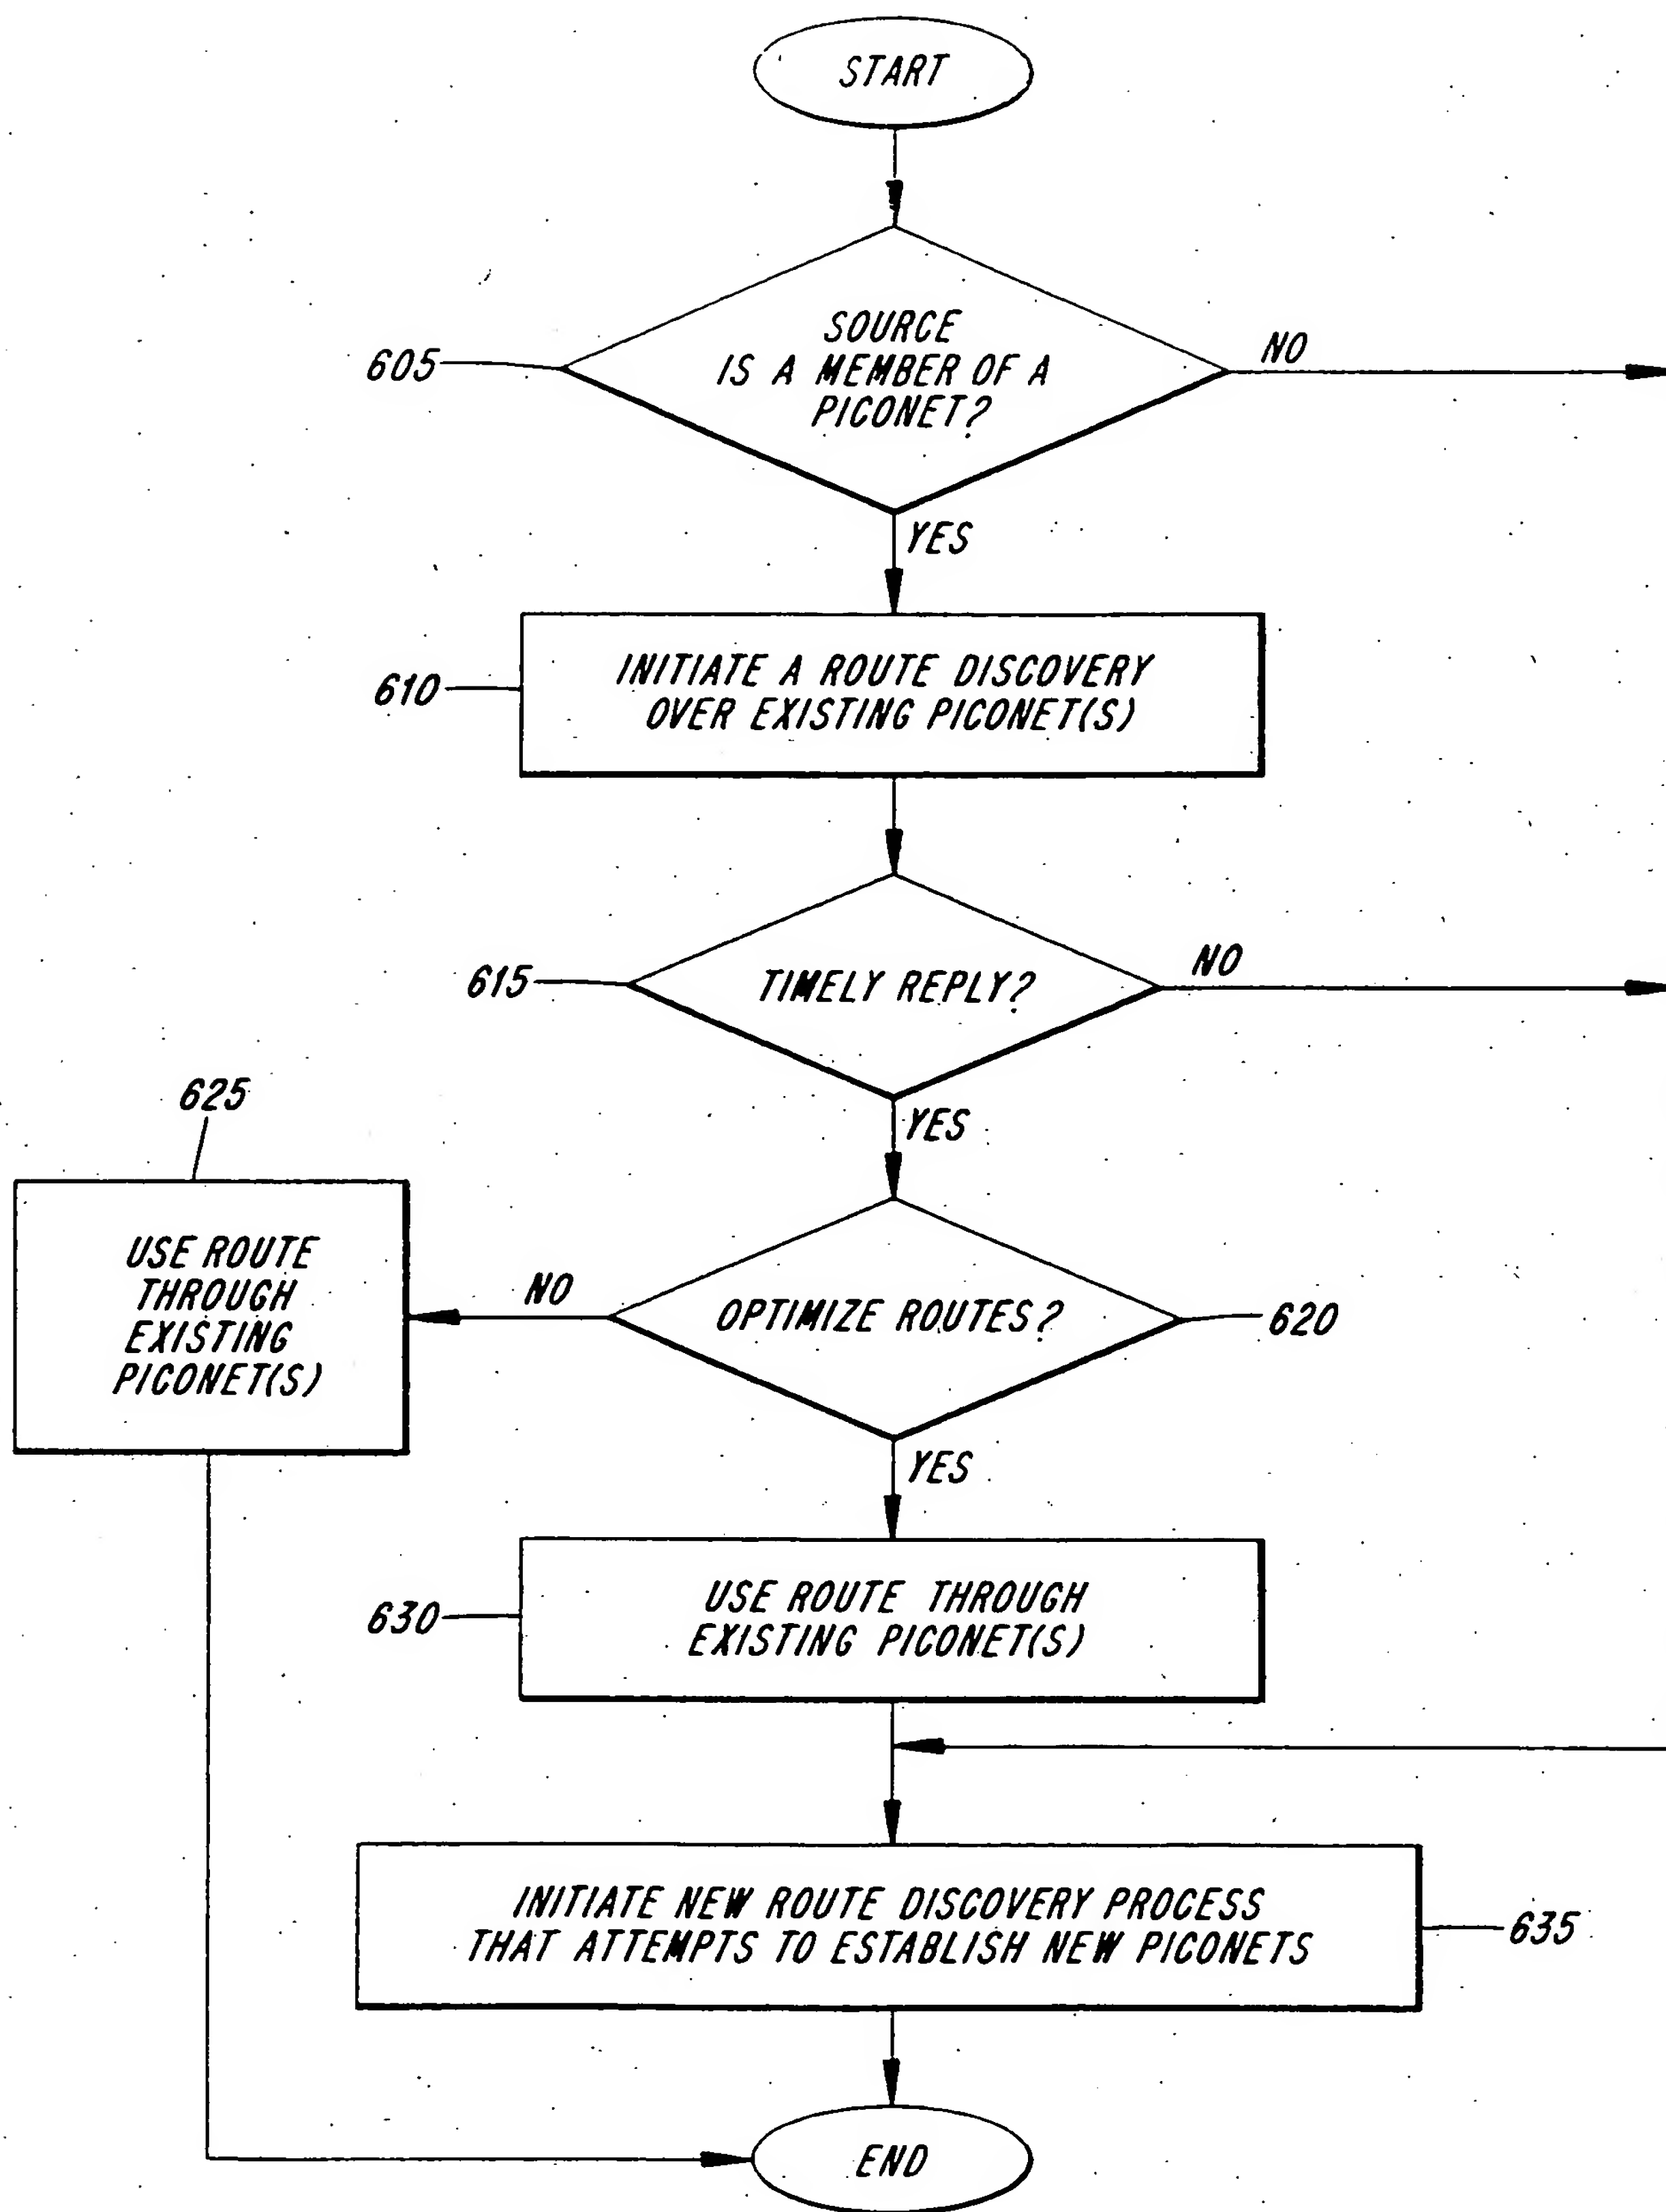 START
SOURCE
IS A MEMBER OF A
PICONET?
605
NO
YES
INITIATE A ROUTE DISCOVERY
OVER EXISTING PICONET(S)
610
TIMELY REPLY?
615
NO
YES
625
USE ROUTE
THROUGH
EXISTING
PICONET(S)
NO
OPTIMIZE ROUTES?
620
YES
630
USE ROUTE THROUGH
EXISTING PICONET(S)
INITIATE NEW ROUTE DISCOVERY PROCESS
THAT ATTEMPTS TO ESTABLISH NEW PICONETS
635
END